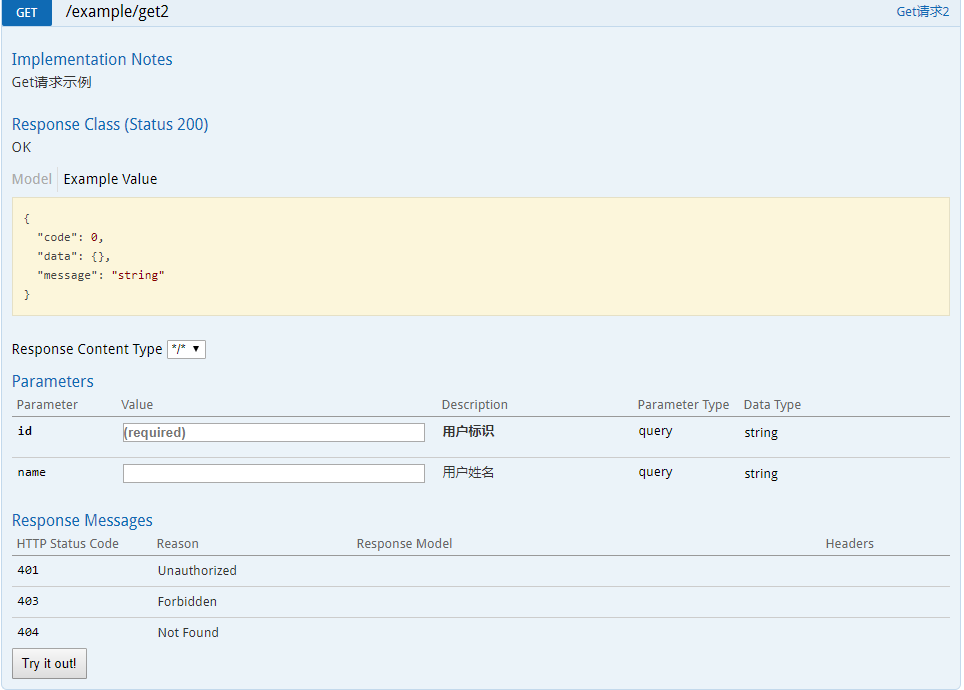 GET /example/get2 Get请求2
Implementation Notes
Get请求示例
Response Class (Status 200)
OK
Model Example Value
{
"code": 0,
"data": {},
"message": "string"
}
Response Content Type */* ▼
Parameters
Parameter Value Description Parameter Type Data Type
id (required) 用户标识 query string
name 用户姓名 query string
Response Messages
HTTP Status Code Reason Response Model Headers
401 Unauthorized
403 Forbidden
404 Not Found
Try it out!